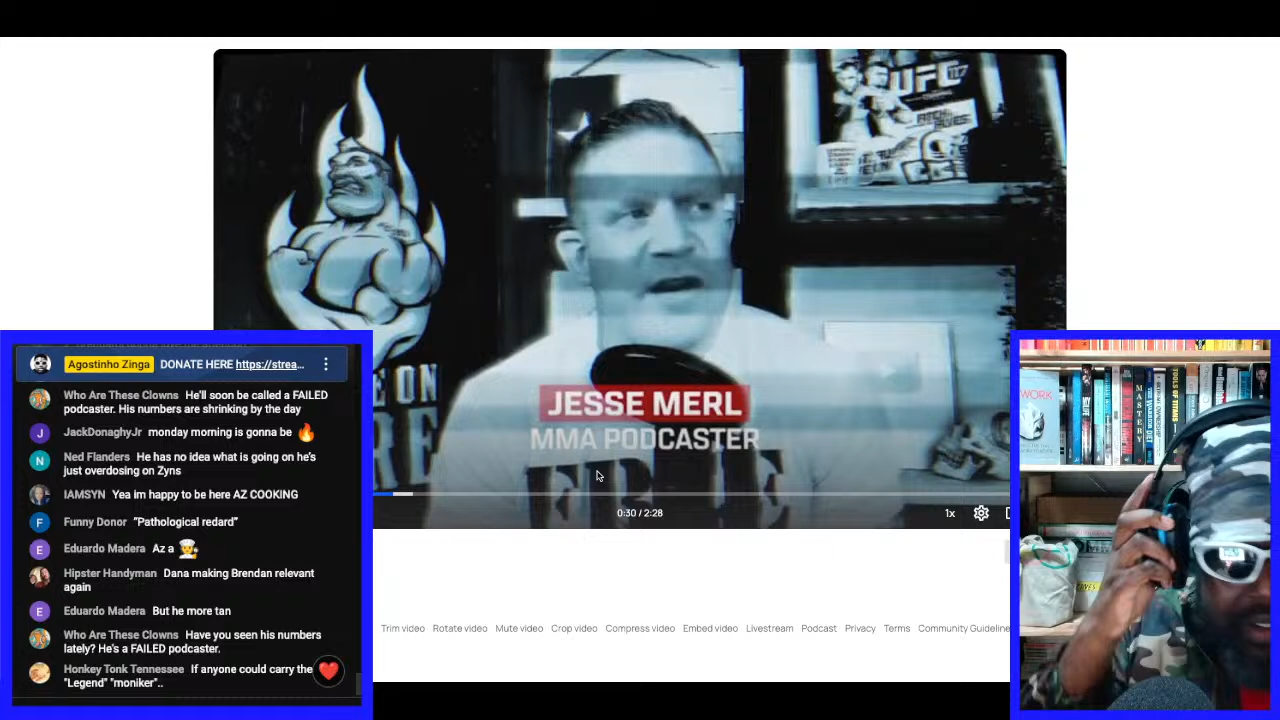 UFC
117
JESSE MERL
MMA PODCASTER
ERIE
0:30 / 2:28
1x
Trim video Rotate video Mute video Crop video Compress video Embed video Livestream Podcast Privacy Terms Community Guideline
Agostinho Zinga DONATE HERE https://strea...
Who Are These Clowns He'll soon be called a FAILED
podcaster. His numbers are shrinking by the day
JackDonaghyJr monday morning is gonna be 🔥
Ned Flanders He has no idea what is going on he's
just overdosing on Zyns
IAMSYN Yea im happy to be here AZ COOKING
Funny Donor “Pathological redard”
Eduardo Madera Az a 👨‍🍳
Hipster Handyman Dana making Brendan relevant
again
Eduardo Madera But he more tan
Who Are These Clowns Have you seen his numbers
lately? He's a FAILED podcaster.
Honkey Tonk Tennessee If anyone could carry the
"Legend" "moniker"..
WORK
MASTERY
TOOLS OF TITANS